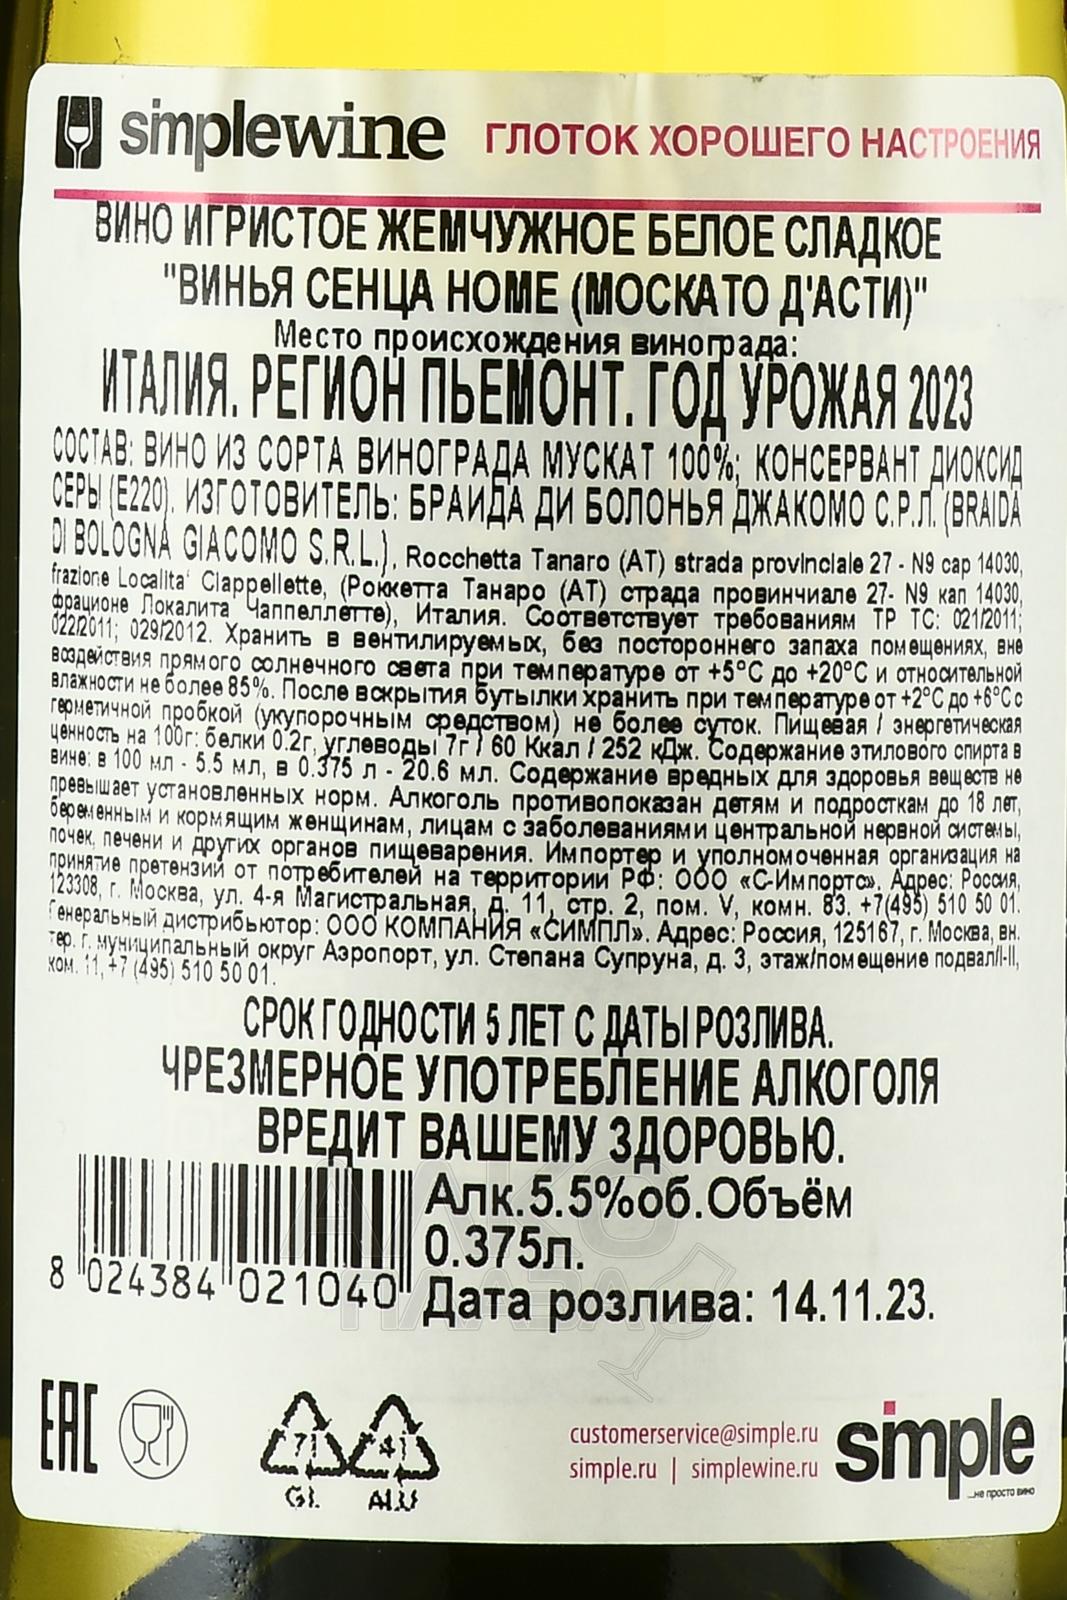 simplewine ГЛОТОК ХОРОШЕГО НАСТРОЕНИЯ
ВИНО ИГРИСТОЕ ЖЕМЧУЖНОЕ БЕЛОЕ СЛАДКОЕ
"ВИНЬЯ СЕНЦА НОМЕ (МОСКАТО Д'АСТИ)"
Место происхождения винограда:
ИТАЛИЯ. РЕГИОН ПЬЕМОНТ. ГОД УРОЖАЯ 2023
СОСТАВ: ВИНО ИЗ СОРТА ВИНОГРАДА МУСКАТ 100%; КОНСЕРВАНТ ДИОКСИД
СЕРЫ (Е220). ИЗГОТОВИТЕЛЬ: БРАИДА ДИ БОЛОНЬЯ ДЖАКОМО С.Р.Л. (BRAIDA
DI BOLOGNA GIACOMO S.R.L.), Rocchetta Tanaro (AT) strada provinciale 27 - N9 cap 14030,
frazione Localita' Ciappellette, (Роккетта Танаро (АТ) страда провинчиале 27- N9 кап 14030,
фрационе Локалита Чаппеллетте), Италия. Соответствует требованиям ТР ТС: 021/2011;
022/2011; 029/2012. Хранить в вентилируемых, без постороннего запаха помещениях, вне
воздействия прямого солнечного света при температуре от +5°С до +20°С и относительной
влажности не более 85%. После вскрытия бутылки хранить при температуре от +2°С до +6°С с
герметичной пробкой (укупорочным средством) не более суток. Пищевая / энергетическая
ценность на 100г: белки 0.2г, углеводы 7г / 60 Ккал / 252 кДж. Содержание этилового спирта в
вине: в 100 мл - 5.5 мл, в 0.375 л - 20.6 мл. Содержание вредных для здоровья веществ не
превышает установленных норм. Алкоголь противопоказан детям и подросткам до 18 лет,
беременным и кормящим женщинам, лицам с заболеваниями центральной нервной системы,
почек, печени и других органов пищеварения. Импортер и уполномоченная организация на
принятие претензий от потребителей на территории РФ: ООО «С-Импортс». Адрес: Россия,
123308, г. Москва, ул. 4-я Магистральная, д. 11, стр. 2, пом. V, комн. 83. +7(495) 510 50 01.
Генеральный дистрибьютор: ООО КОМПАНИЯ «СИМПЛ». Адрес: Россия, 125167, г. Москва, вн.
тер. г. муниципальный округ Аэропорт, ул. Степана Супруна, д. 3, этаж/помещение подвал/I-II,
ком. 11, +7 (495) 510 50 01.
СРОК ГОДНОСТИ 5 ЛЕТ С ДАТЫ РОЗЛИВА.
ЧРЕЗМЕРНОЕ УПОТРЕБЛЕНИЕ АЛКОГОЛЯ
ВРЕДИТ ВАШЕМУ ЗДОРОВЬЮ.
Алк.5.5%об.Объём
0.375л.
Дата розлива: 14.11.23.
8 024384 021040
EAC
71 41
GL ALU
customerservice@simple.ru
simple.ru | simplewine.ru
simple
...не просто вино
АЛКО
НАВА